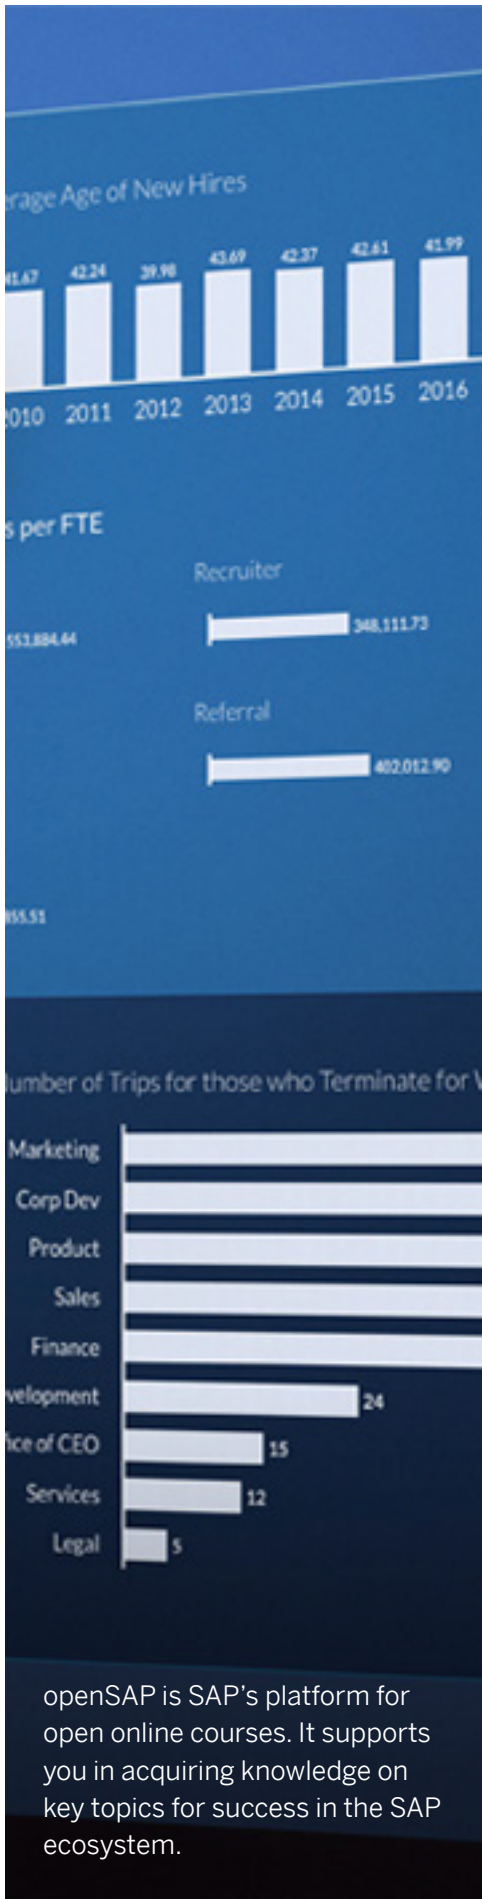 erage Age of New Hires
41.67 42.24 39.98 43.69 42.37 42.61 41.99
2010 2011 2012 2013 2014 2015 2016
s per FTE
Recruiter
553,884.44
348,111.73
Referral
402,012.90
855.51
Number of Trips for those who Terminate for V
Marketing
Corp Dev
Product
Sales
Finance
velopment 24
fice of CEO 15
Services 12
Legal 5
openSAP is SAP's platform for
open online courses. It supports
you in acquiring knowledge on
key topics for success in the SAP
ecosystem.